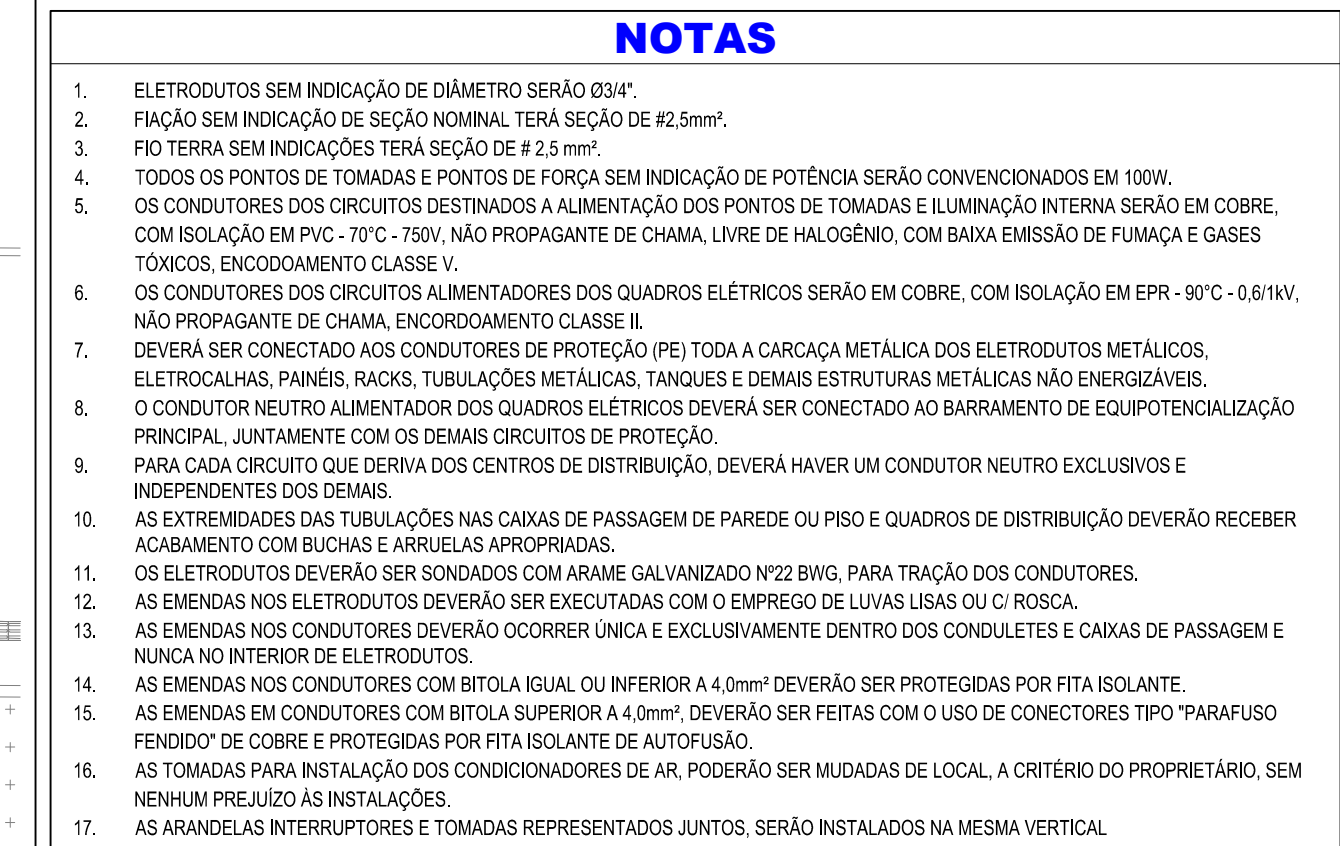 NOTAS
1. ELETRODUTOS SEM INDICAÇÃO DE DIÂMETRO SERÃO Ø3/4".
2. FIAÇÃO SEM INDICAÇÃO DE SEÇÃO NOMINAL TERÁ SEÇÃO DE #2,5mm².
3. FIO TERRA SEM INDICAÇÕES TERÁ SEÇÃO DE # 2,5 mm².
4. TODOS OS PONTOS DE TOMADAS E PONTOS DE FORÇA SEM INDICAÇÃO DE POTÊNCIA SERÃO CONVENCIONADOS EM 100W.
5. OS CONDUTORES DOS CIRCUITOS DESTINADOS A ALIMENTAÇÃO DOS PONTOS DE TOMADAS E ILUMINAÇÃO INTERNA SERÃO EM COBRE,
COM ISOLAÇÃO EM PVC - 70°C - 750V, NÃO PROPAGANTE DE CHAMA, LIVRE DE HALOGÊNIO, COM BAIXA EMISSÃO DE FUMAÇA E GASES
TÓXICOS, ENCODOAMENTO CLASSE V.
6. OS CONDUTORES DOS CIRCUITOS ALIMENTADORES DOS QUADROS ELÉTRICOS SERÃO EM COBRE, COM ISOLAÇÃO EM EPR - 90°C - 0,6/1kV,
NÃO PROPAGANTE DE CHAMA, ENCORDOAMENTO CLASSE II.
7. DEVERÁ SER CONECTADO AOS CONDUTORES DE PROTEÇÃO (PE) TODA A CARCAÇA METÁLICA DOS ELETRODUTOS METÁLICOS,
ELETROCALHAS, PAINÉIS, RACKS, TUBULAÇÕES METÁLICAS, TANQUES E DEMAIS ESTRUTURAS METÁLICAS NÃO ENERGIZÁVEIS.
8. O CONDUTOR NEUTRO ALIMENTADOR DOS QUADROS ELÉTRICOS DEVERÁ SER CONECTADO AO BARRAMENTO DE EQUIPOTENCIALIZAÇÃO
PRINCIPAL, JUNTAMENTE COM OS DEMAIS CIRCUITOS DE PROTEÇÃO.
9. PARA CADA CIRCUITO QUE DERIVA DOS CENTROS DE DISTRIBUIÇÃO, DEVERÁ HAVER UM CONDUTOR NEUTRO EXCLUSIVOS E
INDEPENDENTES DOS DEMAIS.
10. AS EXTREMIDADES DAS TUBULAÇÕES NAS CAIXAS DE PASSAGEM DE PAREDE OU PISO E QUADROS DE DISTRIBUIÇÃO DEVERÃO RECEBER
ACABAMENTO COM BUCHAS E ARRUELAS APROPRIADAS.
11. OS ELETRODUTOS DEVERÃO SER SONDADOS COM ARAME GALVANIZADO Nº22 BWG, PARA TRAÇÃO DOS CONDUTORES.
12. AS EMENDAS NOS ELETRODUTOS DEVERÃO SER EXECUTADAS COM O EMPREGO DE LUVAS LISAS OU C/ ROSCA.
13. AS EMENDAS NOS CONDUTORES DEVERÃO OCORRER ÚNICA E EXCLUSIVAMENTE DENTRO DOS CONDULETES E CAIXAS DE PASSAGEM E
NUNCA NO INTERIOR DE ELETRODUTOS.
14. AS EMENDAS NOS CONDUTORES COM BITOLA IGUAL OU INFERIOR A 4,0mm² DEVERÃO SER PROTEGIDAS POR FITA ISOLANTE.
15. AS EMENDAS EM CONDUTORES COM BITOLA SUPERIOR A 4,0mm², DEVERÃO SER FEITAS COM O USO DE CONECTORES TIPO "PARAFUSO
FENDIDO" DE COBRE E PROTEGIDAS POR FITA ISOLANTE DE AUTOFUSÃO.
16. AS TOMADAS PARA INSTALAÇÃO DOS CONDICIONADORES DE AR, PODERÃO SER MUDADAS DE LOCAL, A CRITÉRIO DO PROPRIETÁRIO, SEM
NENHUM PREJUÍZO ÀS INSTALAÇÕES.
17. AS ARANDELAS INTERRUPTORES E TOMADAS REPRESENTADOS JUNTOS, SERÃO INSTALADOS NA MESMA VERTICAL